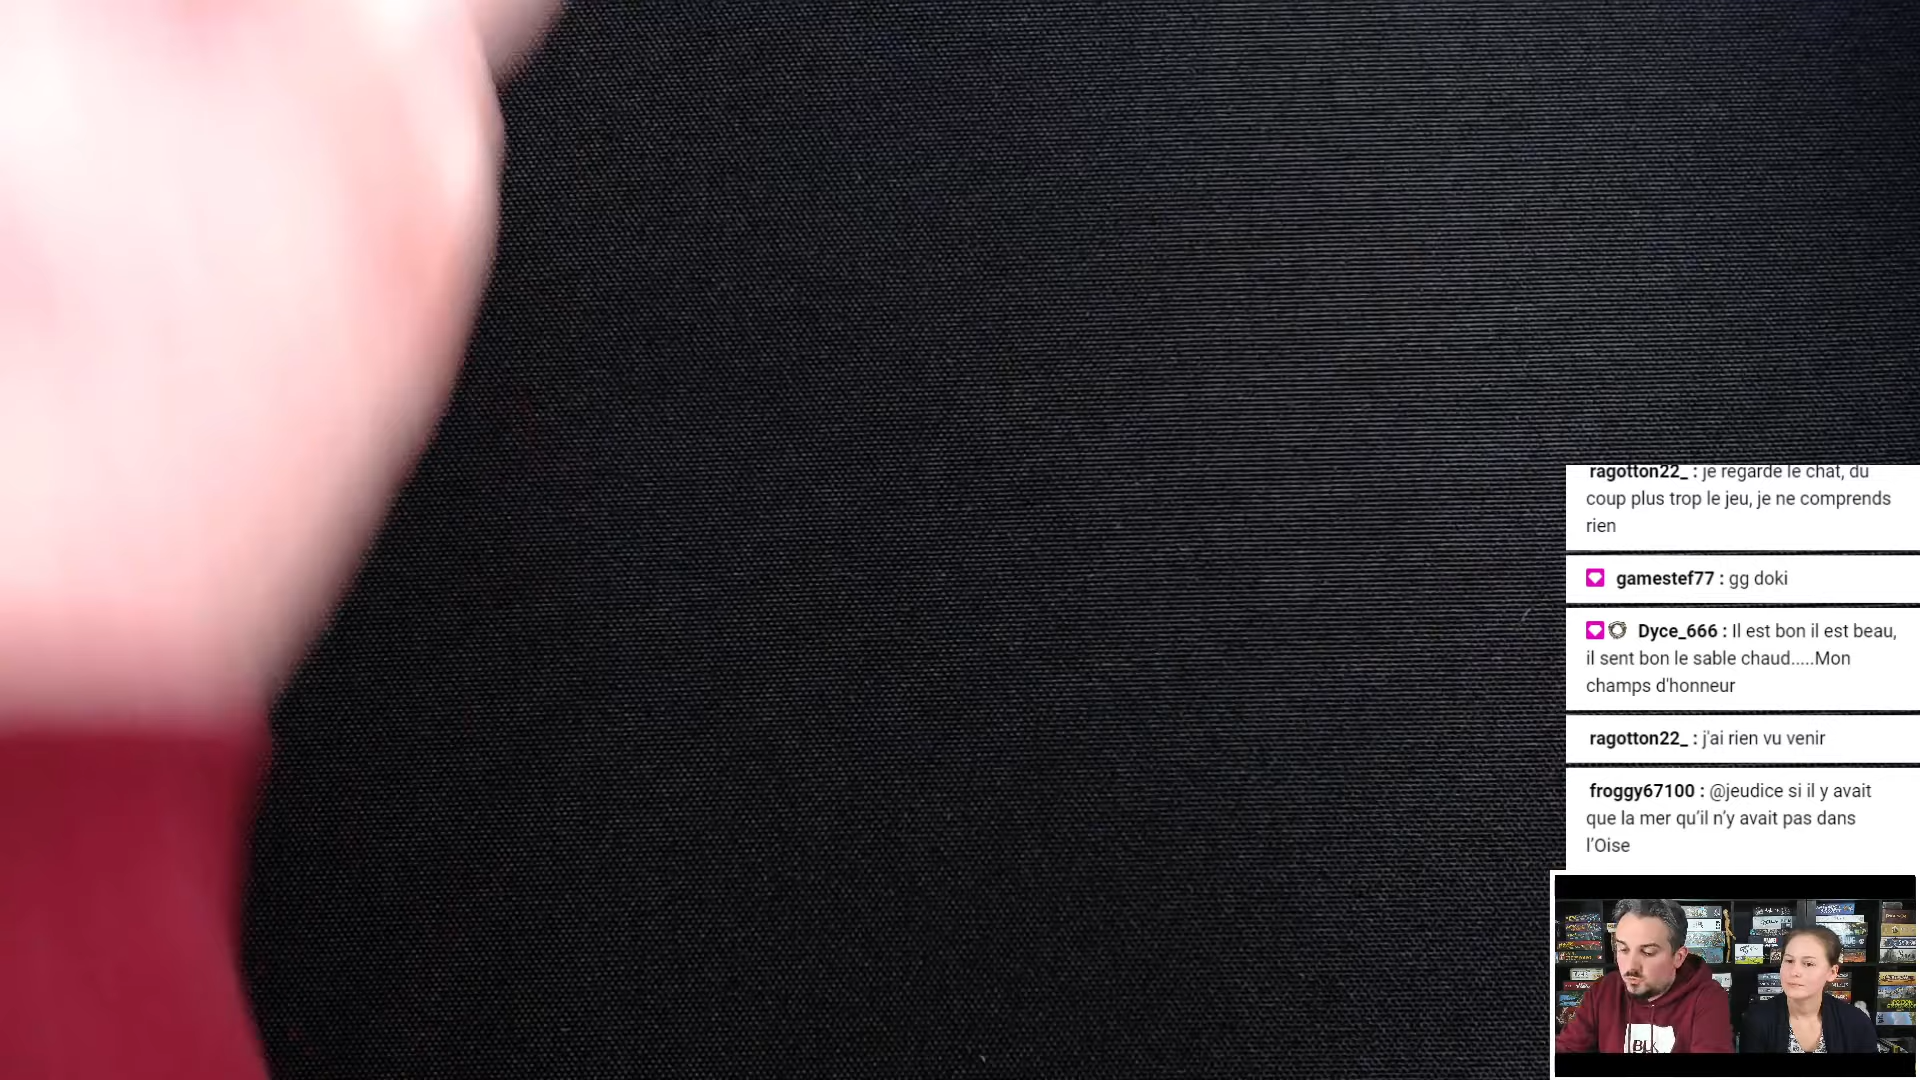 ragotton22_ : je regarde le chat, du
coup plus trop le jeu, je ne comprends
rien
gamestef77 : gg doki
Dyce_666 : Il est bon il est beau,
il sent bon le sable chaud.....Mon
champs d'honneur
ragotton22_ : j'ai rien vu venir
froggy67100 : @jeudice si il y avait
que la mer qu’il n’y avait pas dans
l’Oise